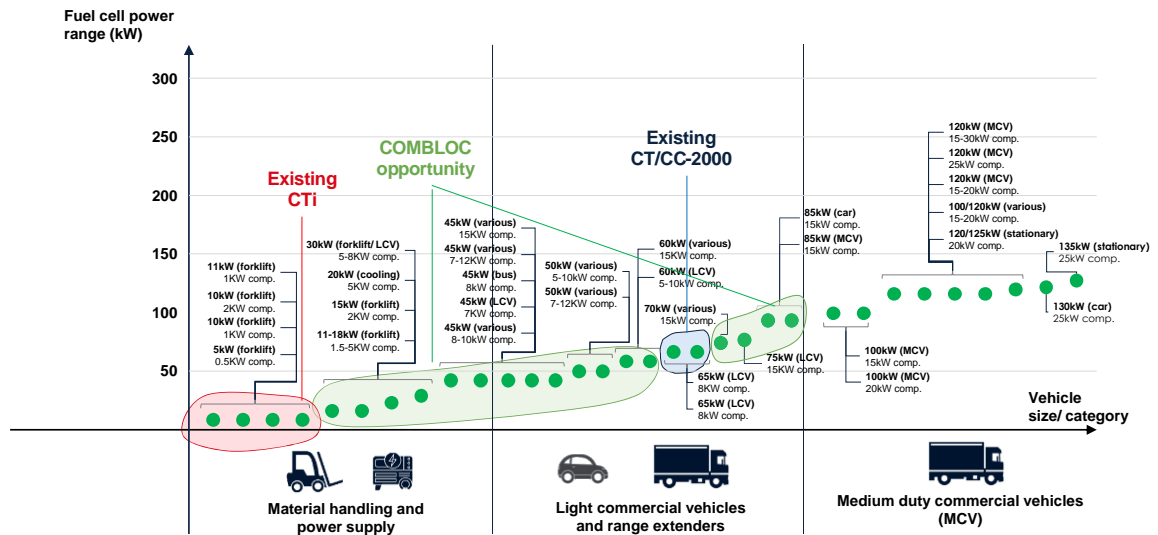 Fuel cell power
range (kW)
300
250
200
150
100
50
Existing
CTi
COMBLOC
opportunity
Existing
CT/CC-2000
11kW (forklift)
1KW comp.
10kW (forklift)
2KW comp.
10kW (forklift)
1KW comp.
5kW (forklift)
0.5KW comp.
30kW (forklift/ LCV)
5-8KW comp.
20kW (cooling)
5KW comp.
15kW (forklift)
2KW comp.
11-18kW (forklift)
1.5-5KW comp.
45kW (various)
15KW comp.
45kW (various)
7-12KW comp.
45kW (bus)
8kW comp.
45kW (LCV)
7KW comp.
45kW (various)
8-10kW comp.
50kW (various)
5-10kW comp.
50kW (various)
7-12KW comp.
60kW (various)
15KW comp.
60kW (LCV)
5-10kW comp.
70kW (various)
15kW comp.
65kW (LCV)
8KW comp.
65kW (LCV)
8kW comp.
75kW (LCV)
15KW comp.
85kW (car)
15kW comp.
85kW (MCV)
15kW comp.
100kW (MCV)
15kW comp.
100kW (MCV)
20kW comp.
120kW (MCV)
15-30kW comp.
120kW (MCV)
25kW comp.
120kW (MCV)
15-20kW comp.
100/120kW (various)
15-20kW comp.
120/125kW (stationary)
20kW comp.
135kW (stationary)
25kW comp.
130kW (car)
25kW comp.
Vehicle
size/ category
Material handling and
power supply
Light commercial vehicles
and range extenders
Medium duty commercial vehicles
(MCV)